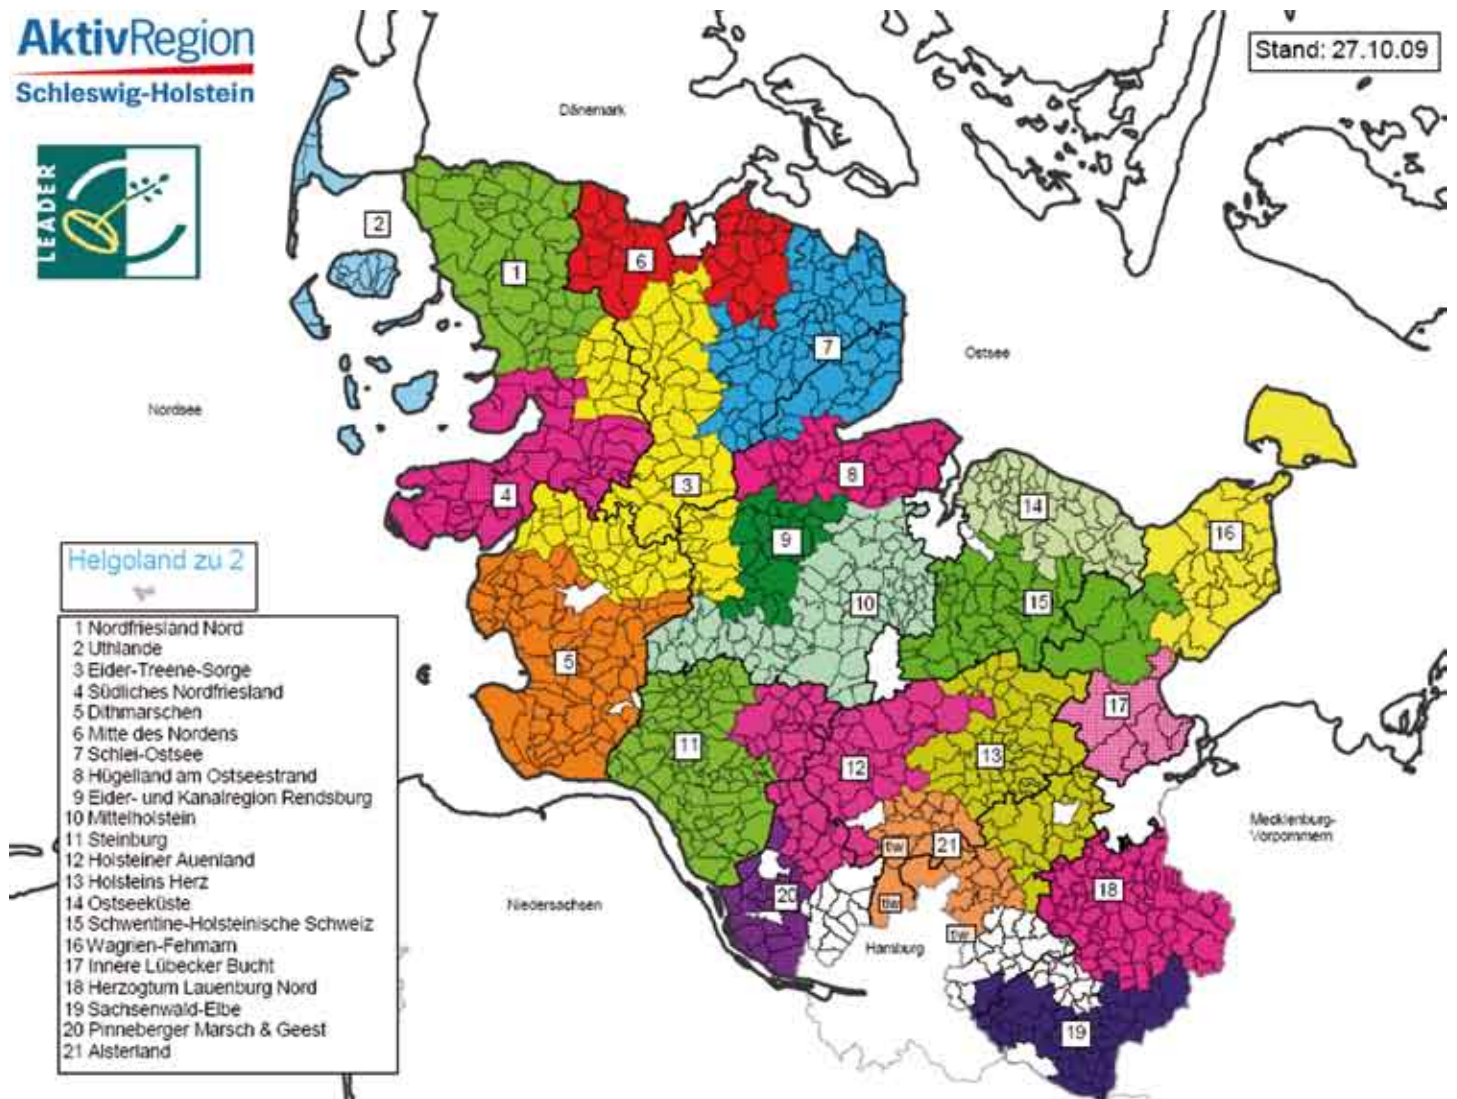 AktivRegion
Schleswig-Holstein
LEADER
Stand: 27.10.09
Dänemark
Nordsee
Ostsee
Mecklenburg-
Vorpommern
Niedersachsen
Hamburg
1
2
3
4
5
6
7
8
9
10
11
12
13
14
15
16
17
18
19
20
21
tlw
tlw
tlw
Helgoland zu 2
1 Nordfriesland Nord
2 Uthlande
3 Eider-Treene-Sorge
4 Südliches Nordfriesland
5 Dithmarschen
6 Mitte des Nordens
7 Schlei-Ostsee
8 Hügelland am Ostseestrand
9 Eider- und Kanalregion Rendsburg
10 Mittelholstein
11 Steinburg
12 Holsteiner Auenland
13 Holsteins Herz
14 Ostseeküste
15 Schwentine-Holsteinische Schweiz
16 Wagrien-Fehmarn
17 Innere Lübecker Bucht
18 Herzogtum Lauenburg Nord
19 Sachsenwald-Elbe
20 Pinneberger Marsch & Geest
21 Alsterland